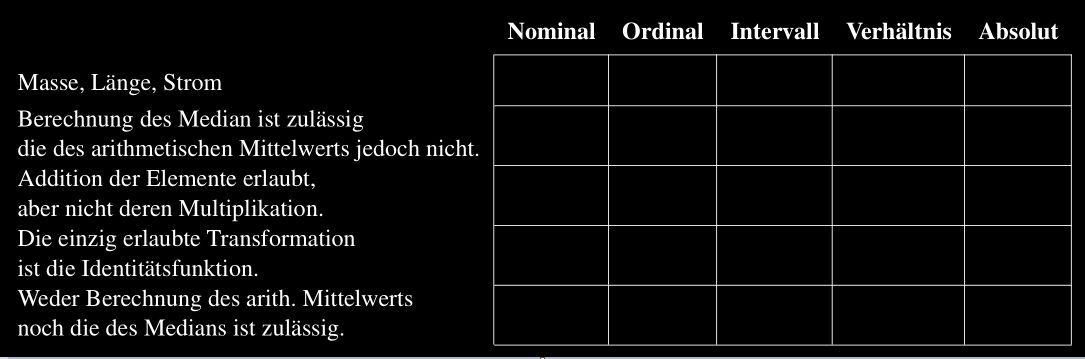 Nominal Ordinal Intervall Verhältnis Absolut
Masse, Länge, Strom
Berechnung des Median ist zulässig
die des arithmetischen Mittelwerts jedoch nicht.
Addition der Elemente erlaubt,
aber nicht deren Multiplikation.
Die einzig erlaubte Transformation
ist die Identitätsfunktion.
Weder Berechnung des arith. Mittelwerts
noch die des Medians ist zulässig.